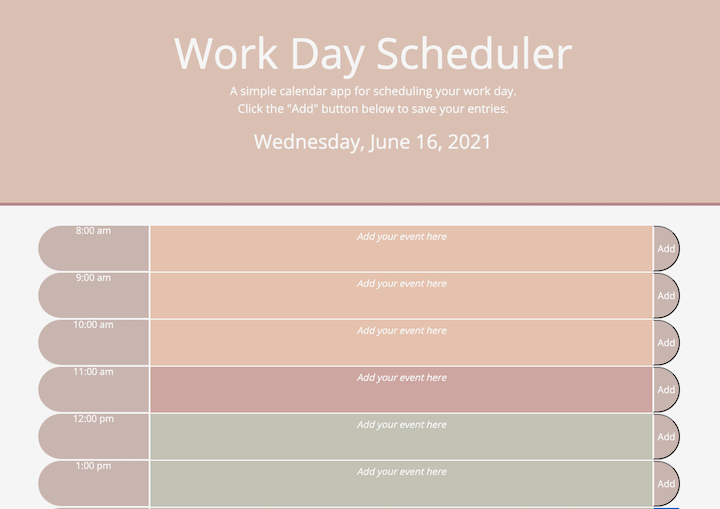 Work Day Scheduler
A simple calendar app for scheduling your work day.
Click the "Add" button below to save your entries.
Wednesday, June 16, 2021
8:00 am Add your event here Add
9:00 am Add your event here Add
10:00 am Add your event here Add
11:00 am Add your event here Add
12:00 pm Add your event here Add
1:00 pm Add your event here Add